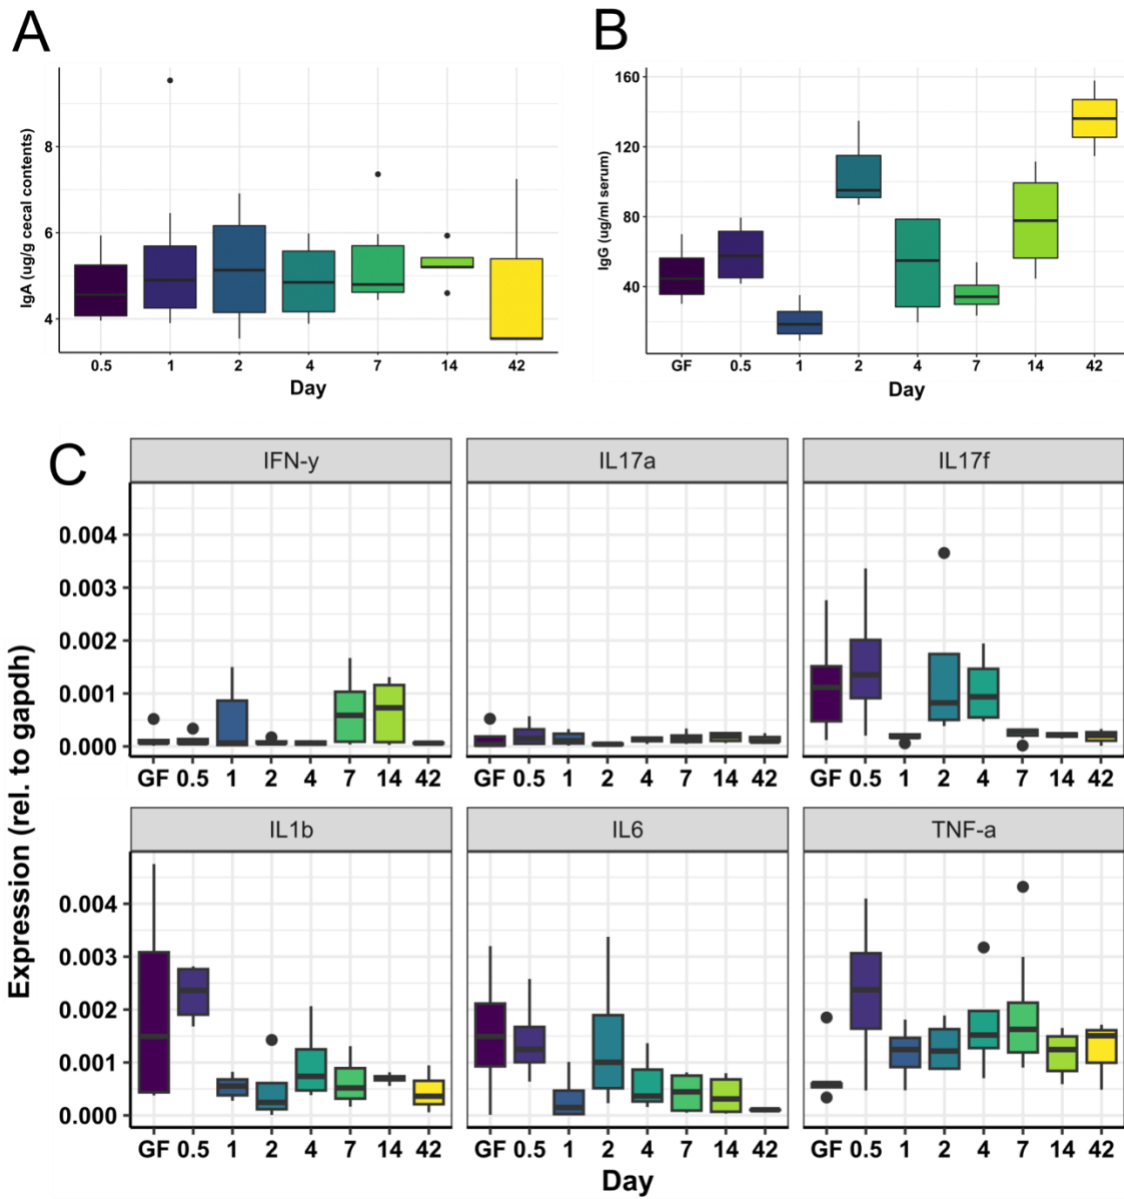 A
B
IgA (ug/g cecal contents)
8
6
4
0.5 1 2 4 7 14 42
Day
IgG (ug/ml serum)
160
120
80
40
GF 0.5 1 2 4 7 14 42
Day
C
Expression (rel. to gapdh)
IFN-y IL17a IL17f
0.004
0.003
0.002
0.001
0.000
GF 0.5 1 2 4 7 14 42 GF 0.5 1 2 4 7 14 42 GF 0.5 1 2 4 7 14 42
IL1b IL6 TNF-a
0.004
0.003
0.002
0.001
0.000
GF 0.5 1 2 4 7 14 42 GF 0.5 1 2 4 7 14 42 GF 0.5 1 2 4 7 14 42
Day